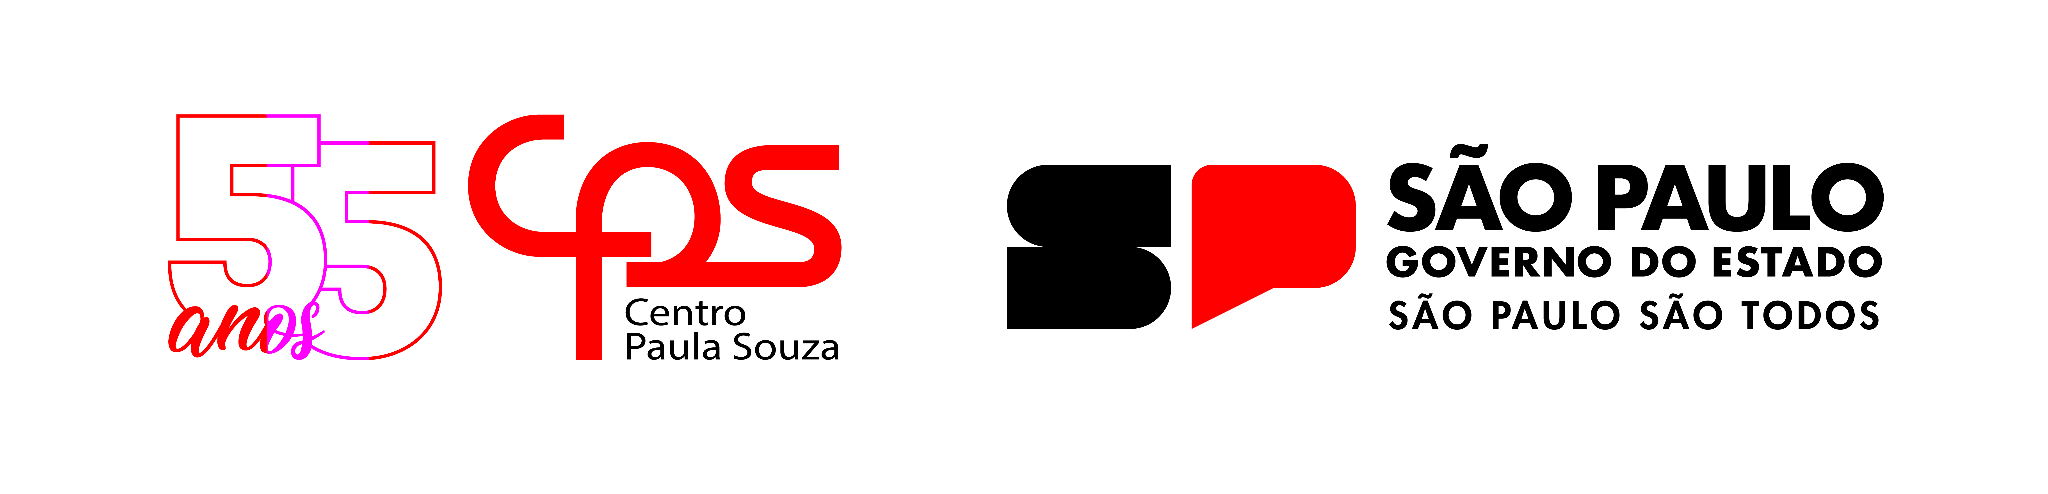 55
anos
cps
Centro
Paula Souza
SP
SÃO PAULO
GOVERNO DO ESTADO
SÃO PAULO SÃO TODOS